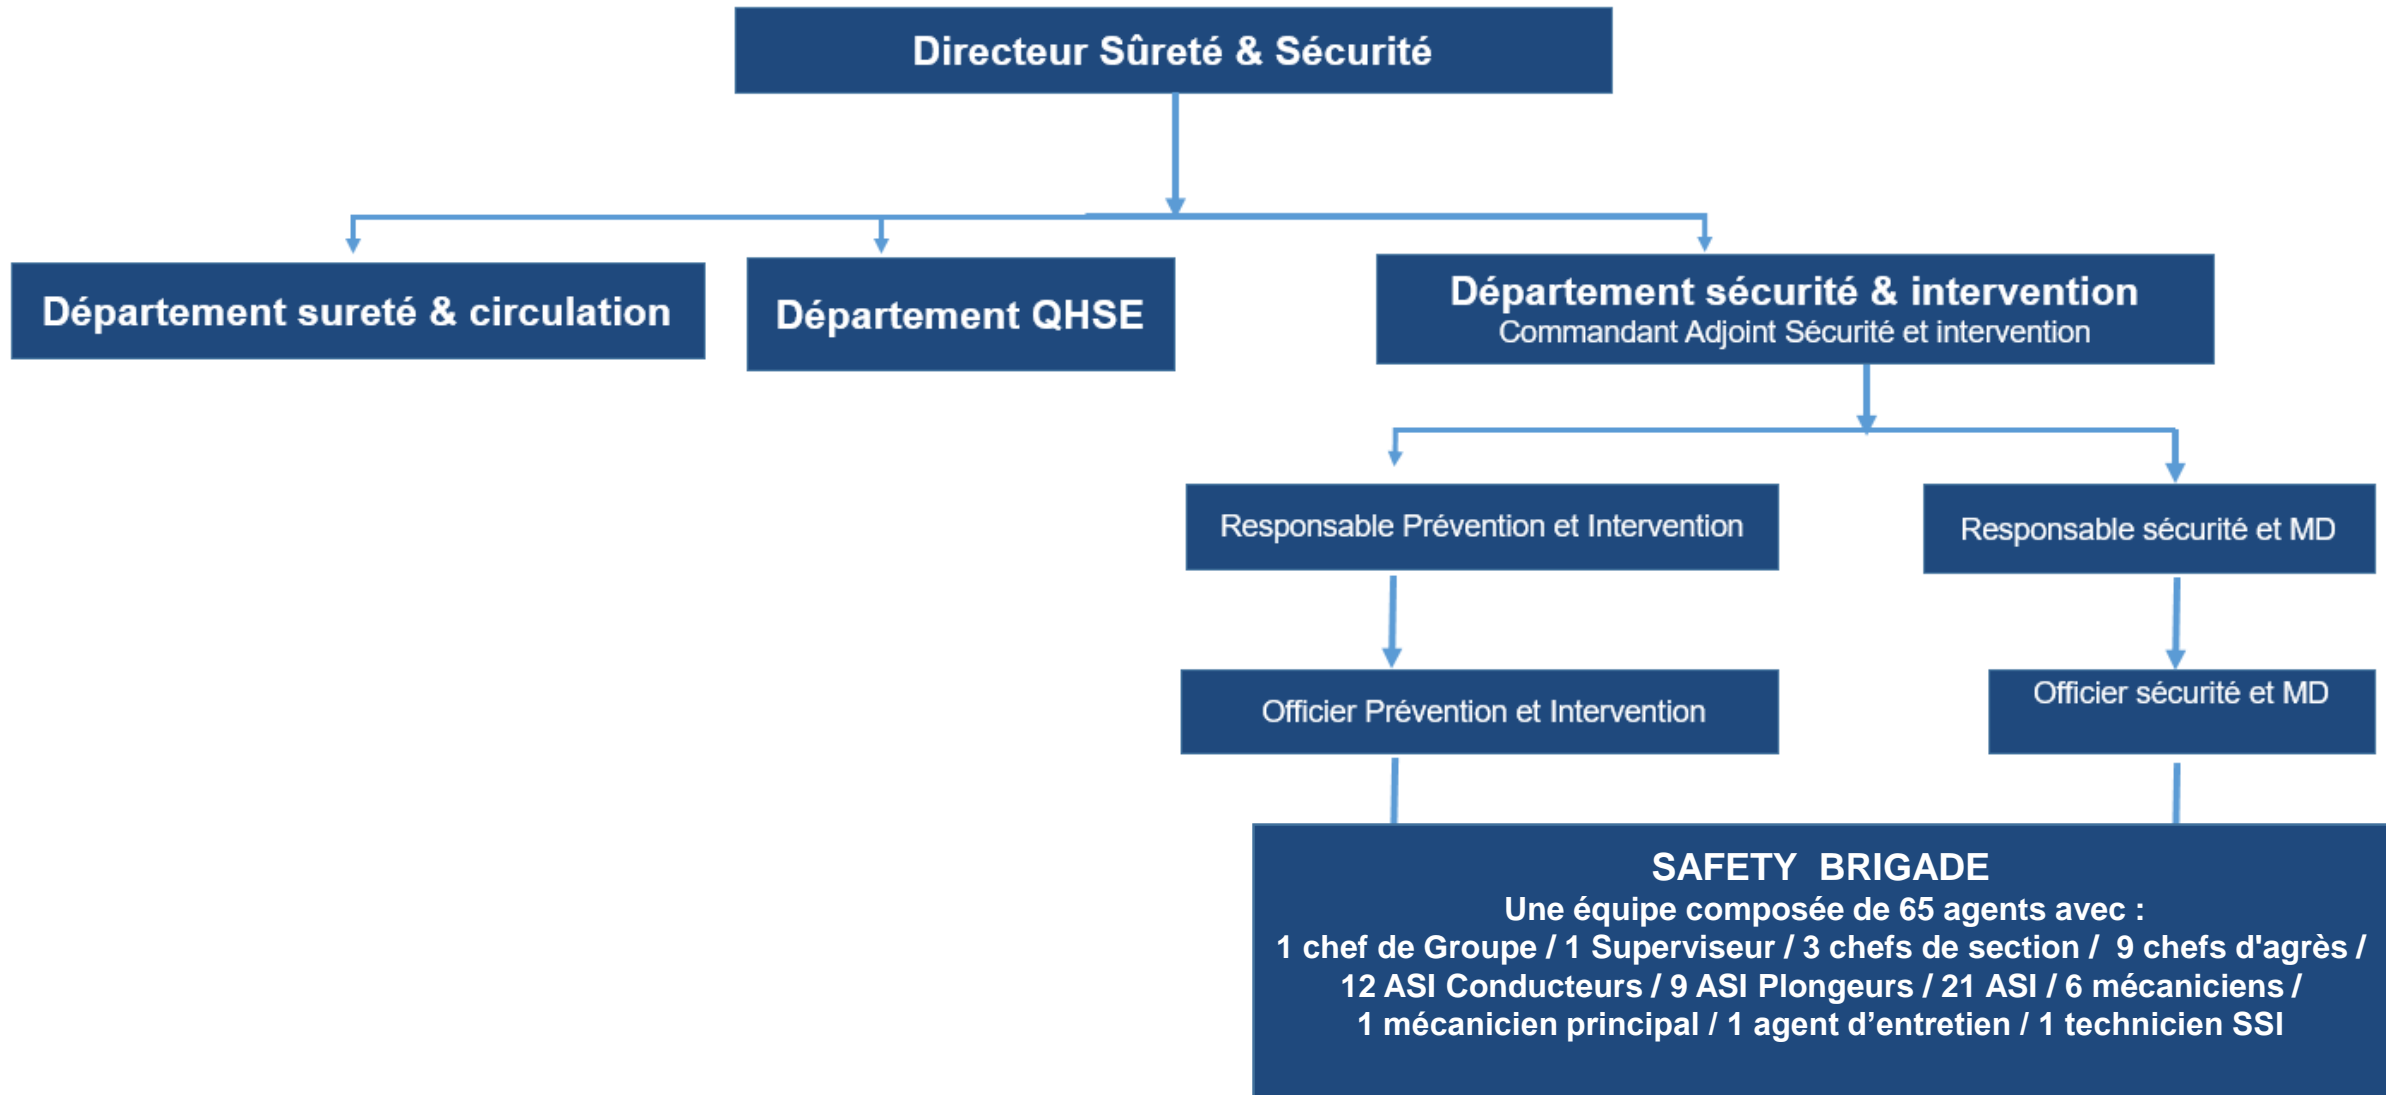 Directeur Sûreté & Sécurité
Département sureté & circulation
Département QHSE
Département sécurité & intervention
Commandant Adjoint Sécurité et intervention
Responsable Prévention et Intervention
Responsable sécurité et MD
Officier Prévention et Intervention
Officier sécurité et MD
SAFETY BRIGADE
Une équipe composée de 65 agents avec :
1 chef de Groupe / 1 Superviseur / 3 chefs de section / 9 chefs d'agrès /
12 ASI Conducteurs / 9 ASI Plongeurs / 21 ASI / 6 mécaniciens /
1 mécanicien principal / 1 agent d’entretien / 1 technicien SSI